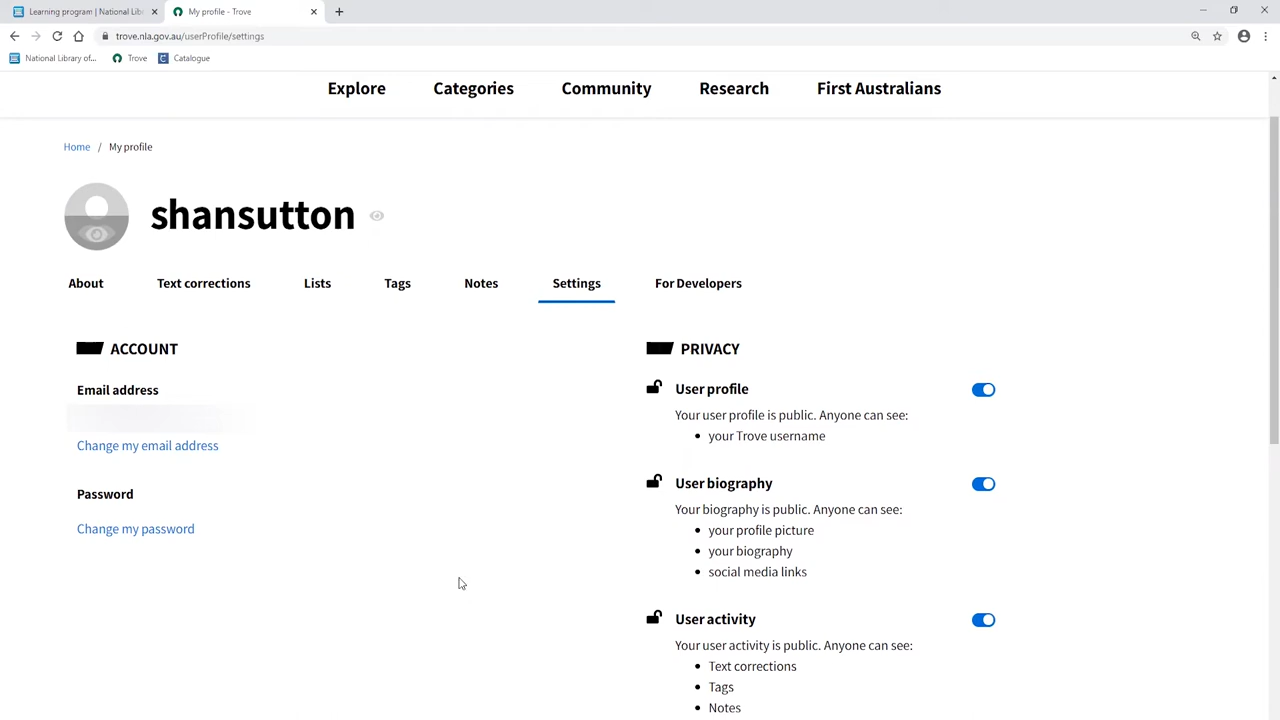 Learning program | National Lib
My profile - Trove
trove.nla.gov.au/userProfile/settings
National Library of...
Trove
Catalogue
Explore
Categories
Community
Research
First Australians
Home / My profile
shansutton
About
Text corrections
Lists
Tags
Notes
Settings
For Developers
ACCOUNT
Email address
Change my email address
Password
Change my password
PRIVACY
User profile
Your user profile is public. Anyone can see:
• your Trove username
User biography
Your biography is public. Anyone can see:
• your profile picture
• your biography
• social media links
User activity
Your user activity is public. Anyone can see:
• Text corrections
• Tags
• Notes